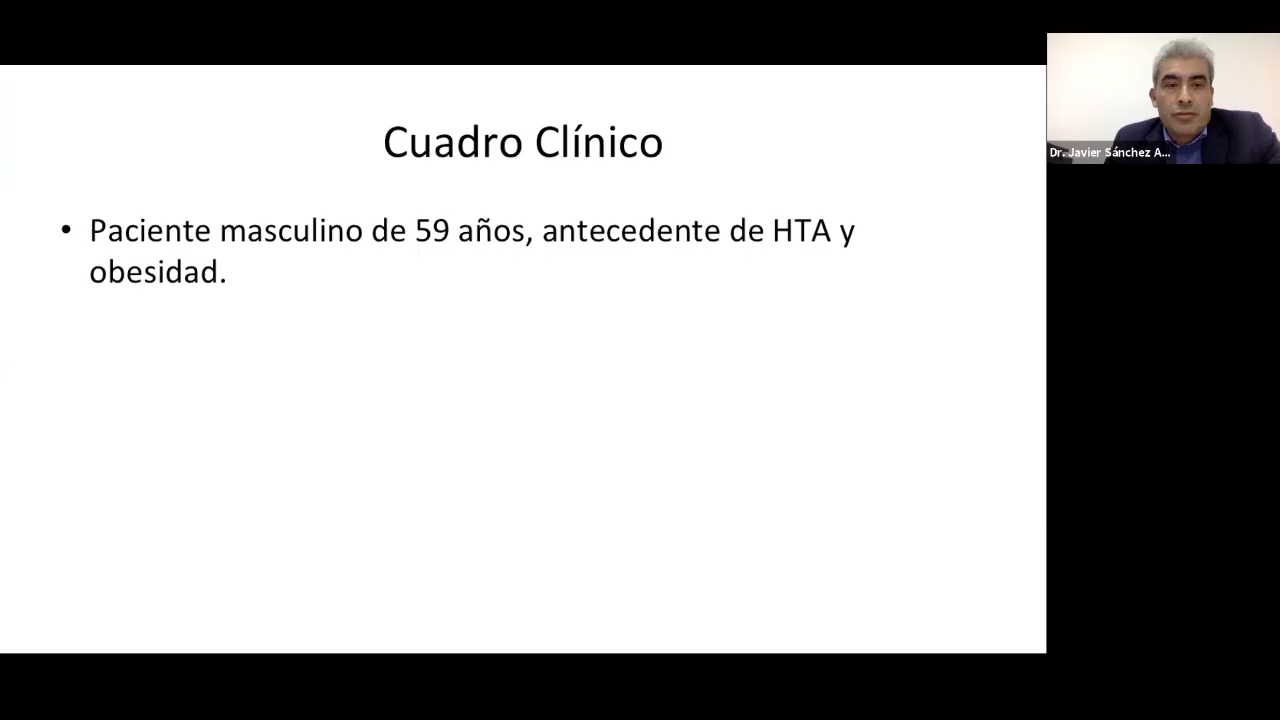 Cuadro Clínico
• Paciente masculino de 59 años, antecedente de HTA y
obesidad.
Dr. Javier Sánchez A...